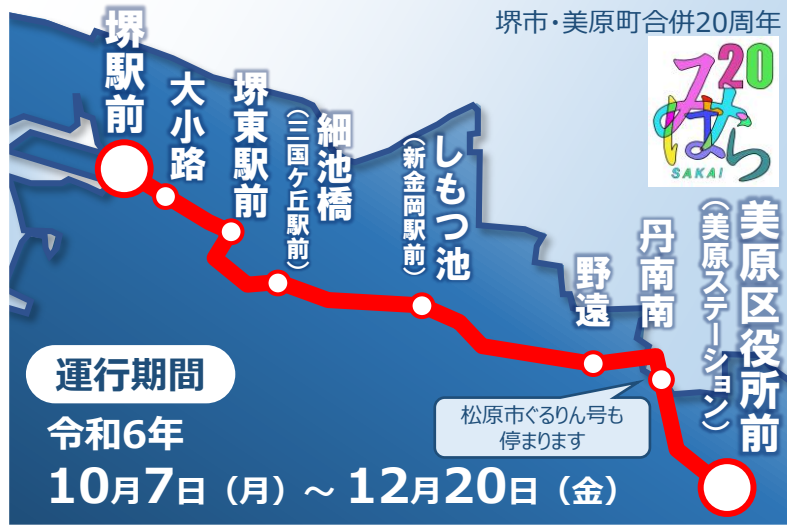 堺市・美原町合併20周年
20
みはら
SAKAI
堺駅前
大小路
堺東駅前
細池橋
（三国ケ丘駅前）
しもつ池
（新金岡駅前）
野遠
丹南南
美原区役所前
（美原ステーション）
松原市ぐるりん号も
停まります
運行期間
令和6年
10月7日（月）～12月20日（金）